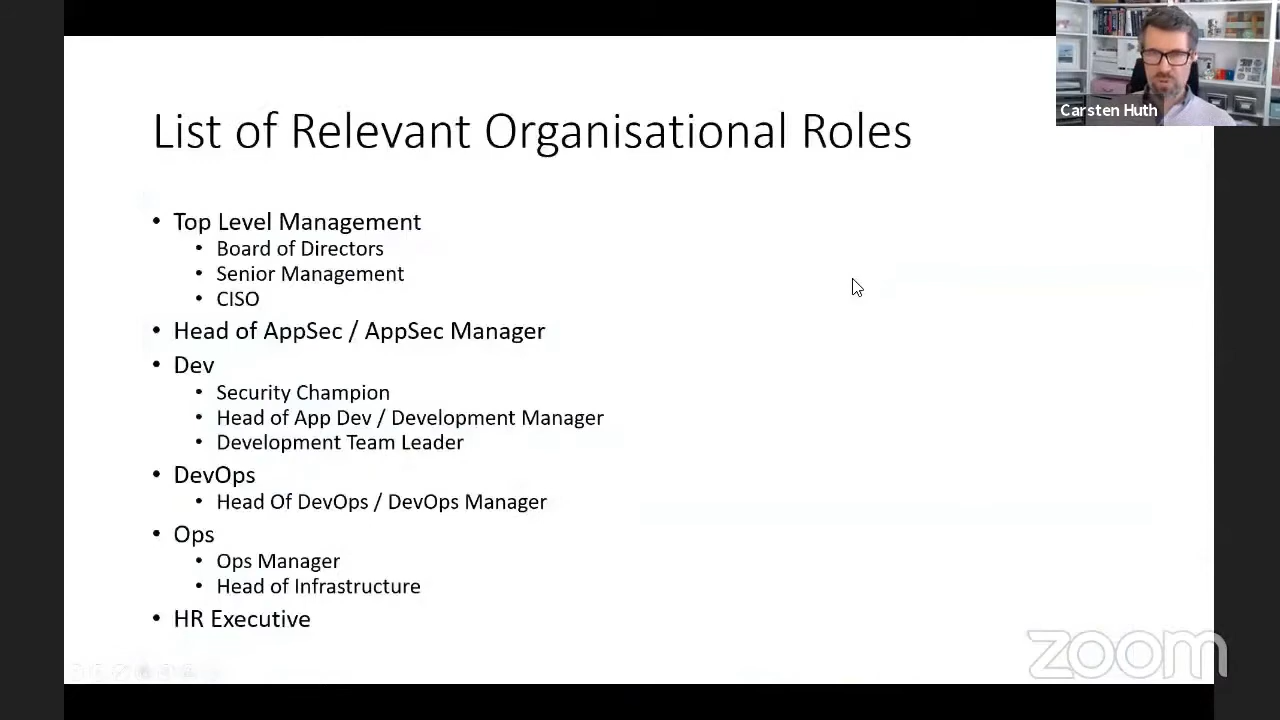 Carsten Huth
List of Relevant Organisational Roles
• Top Level Management
• Board of Directors
• Senior Management
• CISO
• Head of AppSec / AppSec Manager
• Dev
• Security Champion
• Head of App Dev / Development Manager
• Development Team Leader
• DevOps
• Head Of DevOps / DevOps Manager
• Ops
• Ops Manager
• Head of Infrastructure
• HR Executive
zoom